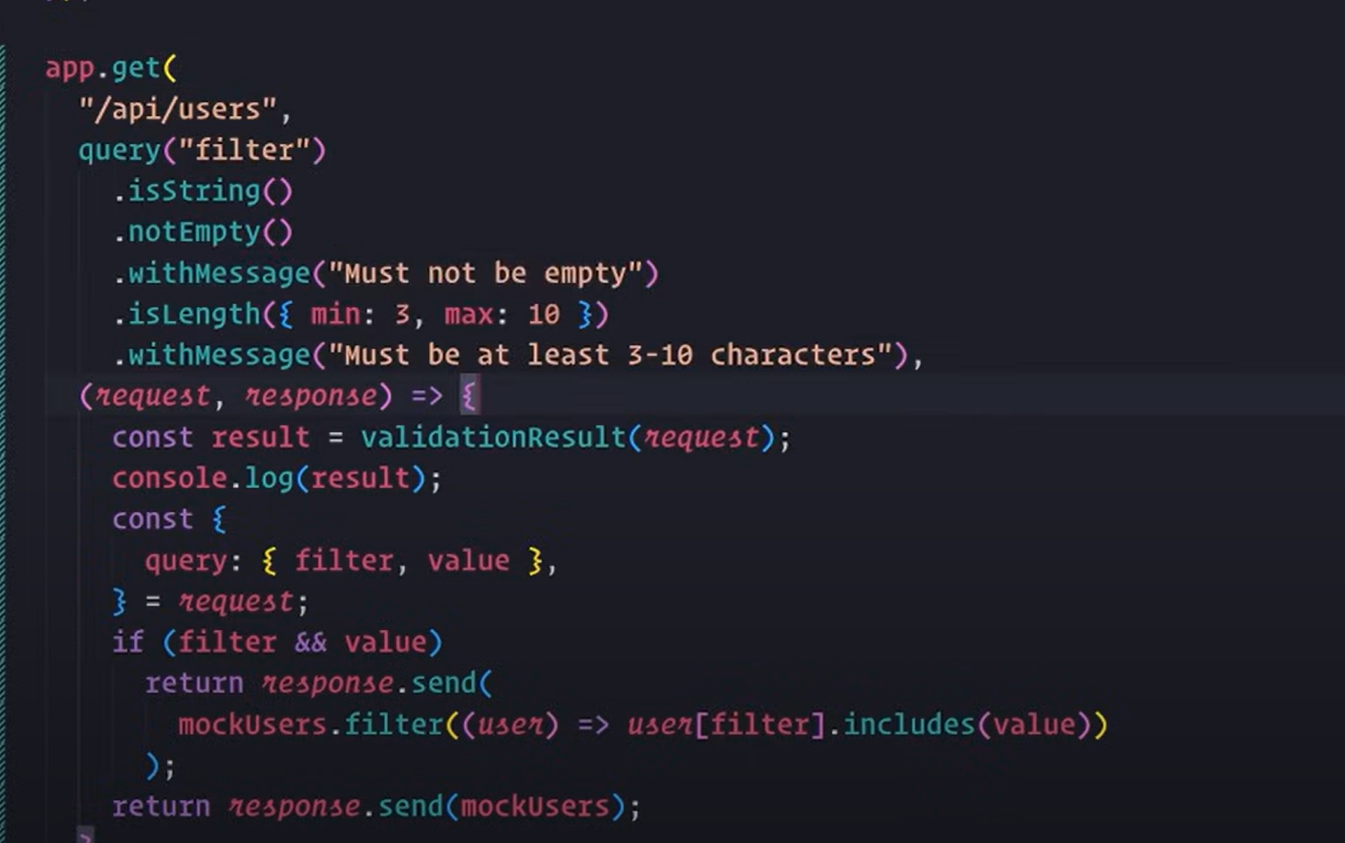 app.get(
"/api/users",
query("filter")
.isString()
.notEmpty()
.withMessage("Must not be empty")
.isLength({ min: 3, max: 10 })
.withMessage("Must be at least 3-10 characters"),
(request, response) => {
const result = validationResult(request);
console.log(result);
const {
query: { filter, value },
} = request;
if (filter && value)
return response.send(
mockUsers.filter((user) => user[filter].includes(value))
);
return response.send(mockUsers);